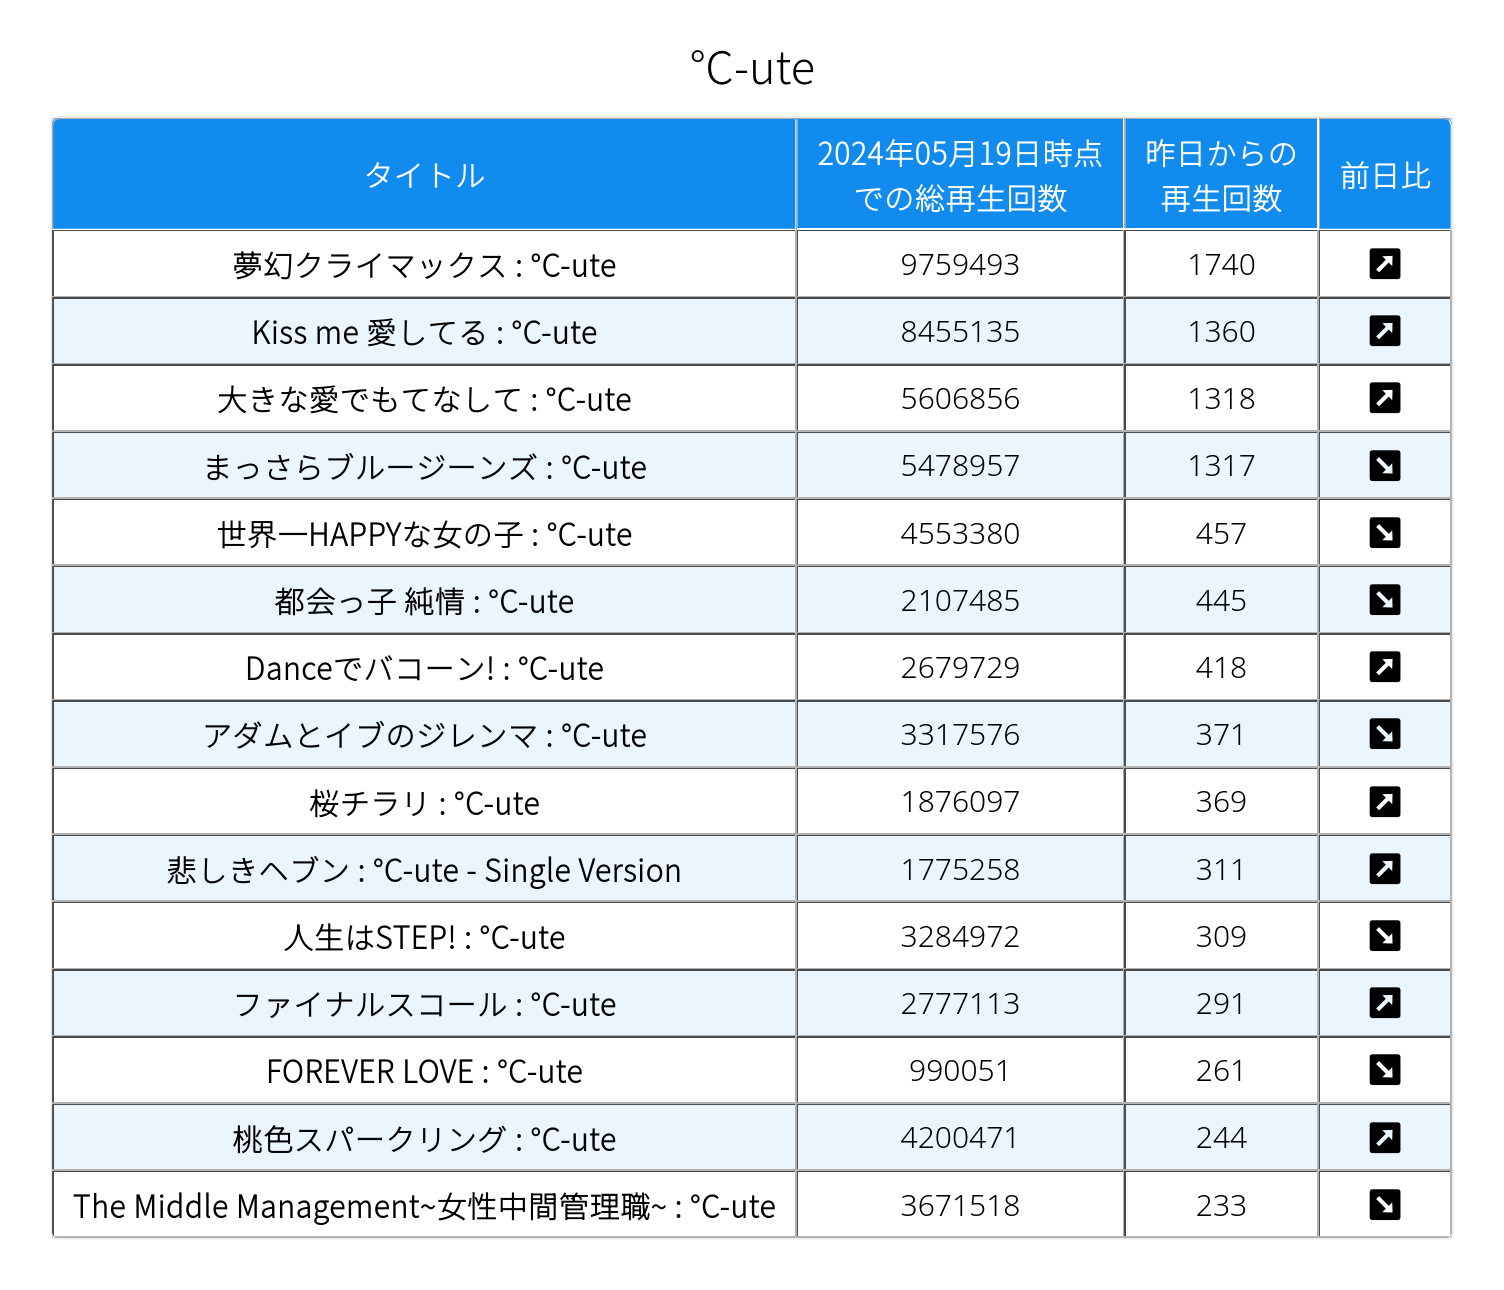 ℃-ute
タイトル
2024年05月19日時点
での総再生回数
昨日からの
再生回数
前日比
夢幻クライマックス : ℃-ute 9759493 1740
Kiss me 愛してる : ℃-ute 8455135 1360
大きな愛でもてなして : ℃-ute 5606856 1318
まっさらブルージーンズ : ℃-ute 5478957 1317
世界一HAPPYな女の子 : ℃-ute 4553380 457
都会っ子 純情 : ℃-ute 2107485 445
Danceでバコーン! : ℃-ute 2679729 418
アダムとイブのジレンマ : ℃-ute 3317576 371
桜チラリ : ℃-ute 1876097 369
悲しきヘブン : ℃-ute - Single Version 1775258 311
人生はSTEP! : ℃-ute 3284972 309
ファイナルスコール : ℃-ute 2777113 291
FOREVER LOVE : ℃-ute 990051 261
桃色スパークリング : ℃-ute 4200471 244
The Middle Management~女性中間管理職~ : ℃-ute 3671518 233